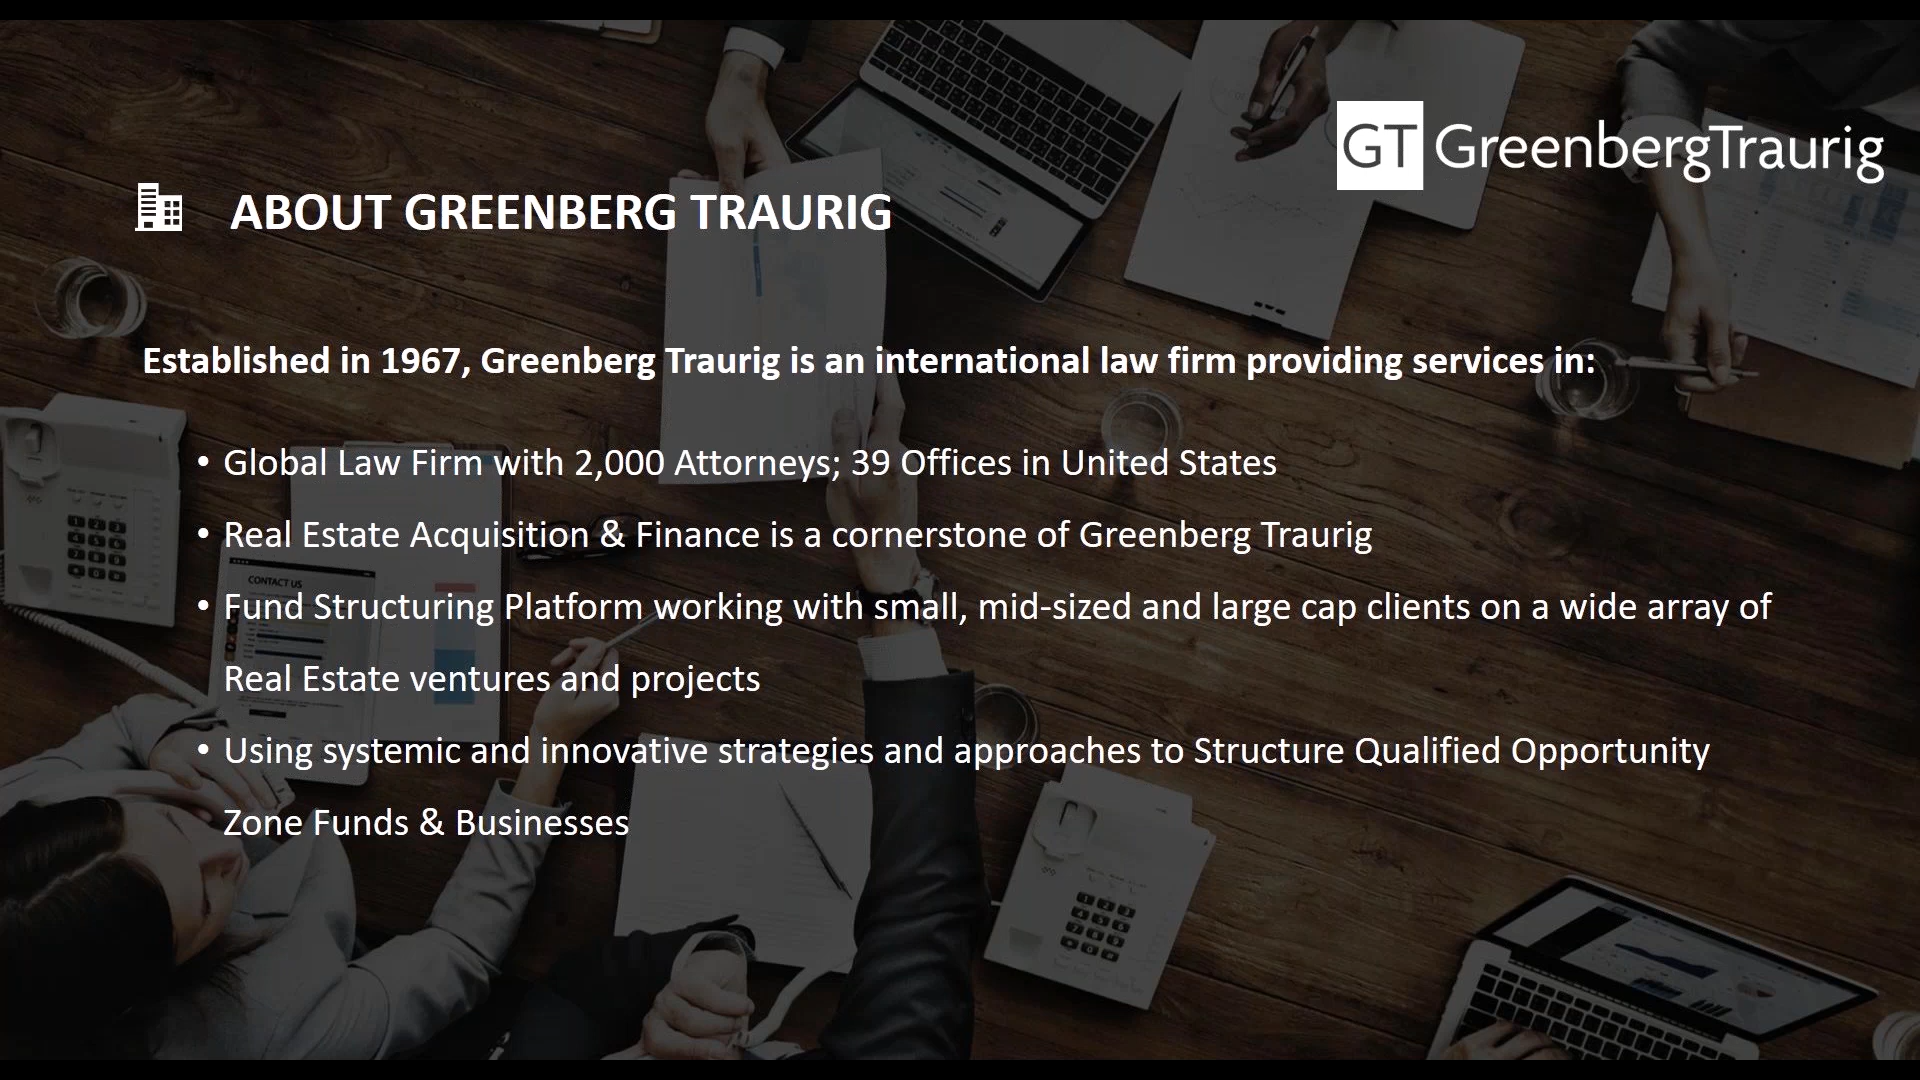 GT GreenbergTraurig
ABOUT GREENBERG TRAURIG
Established in 1967, Greenberg Traurig is an international law firm providing services in:
• Global Law Firm with 2,000 Attorneys; 39 Offices in United States
• Real Estate Acquisition & Finance is a cornerstone of Greenberg Traurig
CONTACT US
• Fund Structuring Platform working with small, mid-sized and large cap clients on a wide array of
Real Estate ventures and projects
• Using systemic and innovative strategies and approaches to Structure Qualified Opportunity
Zone Funds & Businesses